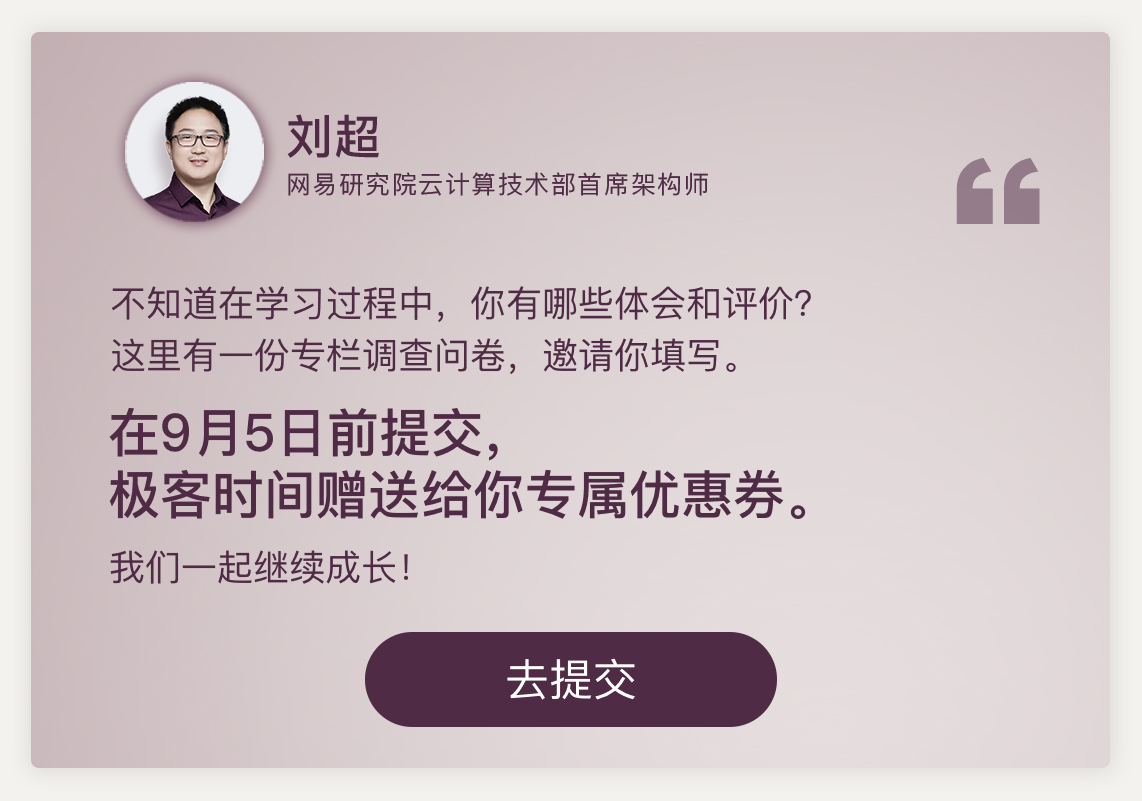 刘超
网易研究院云计算技术部首席架构师
不知道在学习过程中，你有哪些体会和评价？
这里有一份专栏调查问卷，邀请你填写。
在9月5日前提交，
极客时间赠送给你专属优惠券。
我们一起继续成长！
去提交